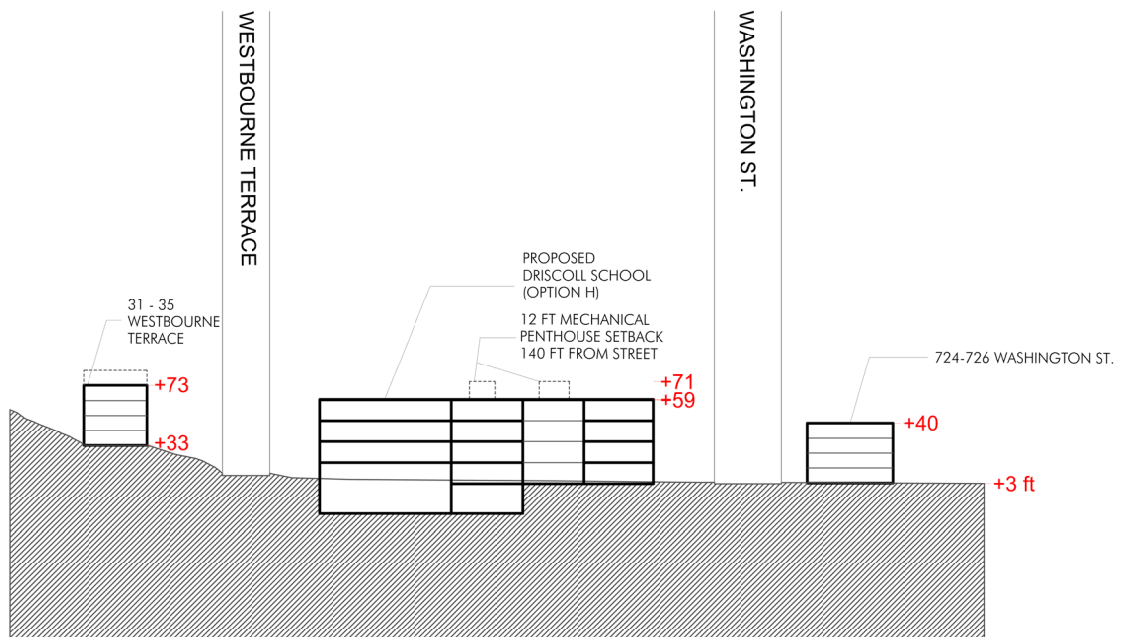 WESTBOURNE TERRACE
WASHINGTON ST.
PROPOSED
DRISCOLL SCHOOL
(OPTION H)
12 FT MECHANICAL
PENTHOUSE SETBACK
140 FT FROM STREET
31 - 35
WESTBOURNE
TERRACE
724-726 WASHINGTON ST.
+73
+33
+71
+59
+40
+3 ft